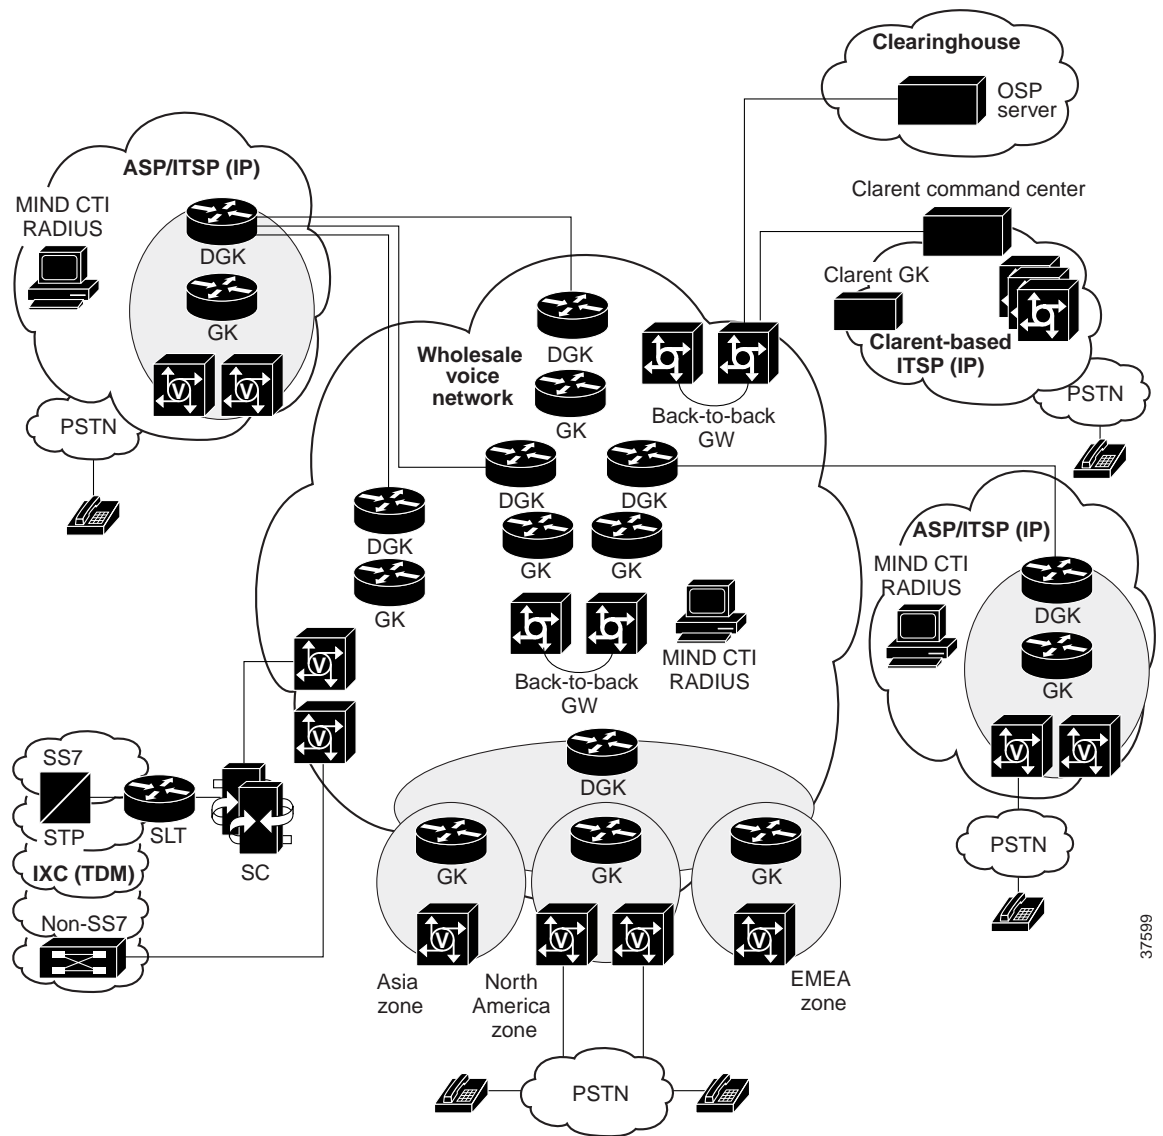 Clearinghouse
OSP
server
ASP/ITSP (IP)
MIND CTI
RADIUS
DGK
GK
V
V
PSTN
Clarent command center
Clarent GK
Clarent-based
ITSP (IP)
PSTN
Wholesale
voice
network
DGK
GK
Back-to-back
GW
DGK
DGK
GK
GK
DGK
GK
Back-to-back
GW
MIND CTI
RADIUS
ASP/ITSP (IP)
MIND CTI
RADIUS
DGK
GK
V
V
PSTN
V
V
SS7
STP
SLT
SC
IXC (TDM)
Non-SS7
DGK
GK
GK
GK
V
V
V
V
Asia
zone
North
America
zone
EMEA
zone
PSTN
37599